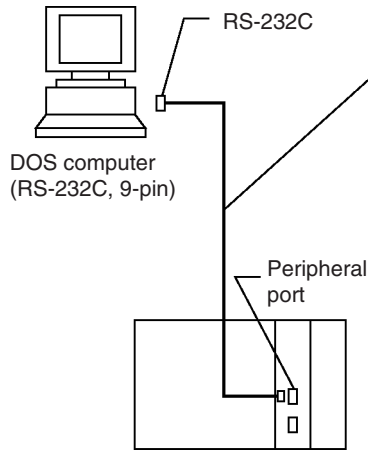 RS-232C
DOS computer
(RS-232C, 9-pin)
Peripheral
port